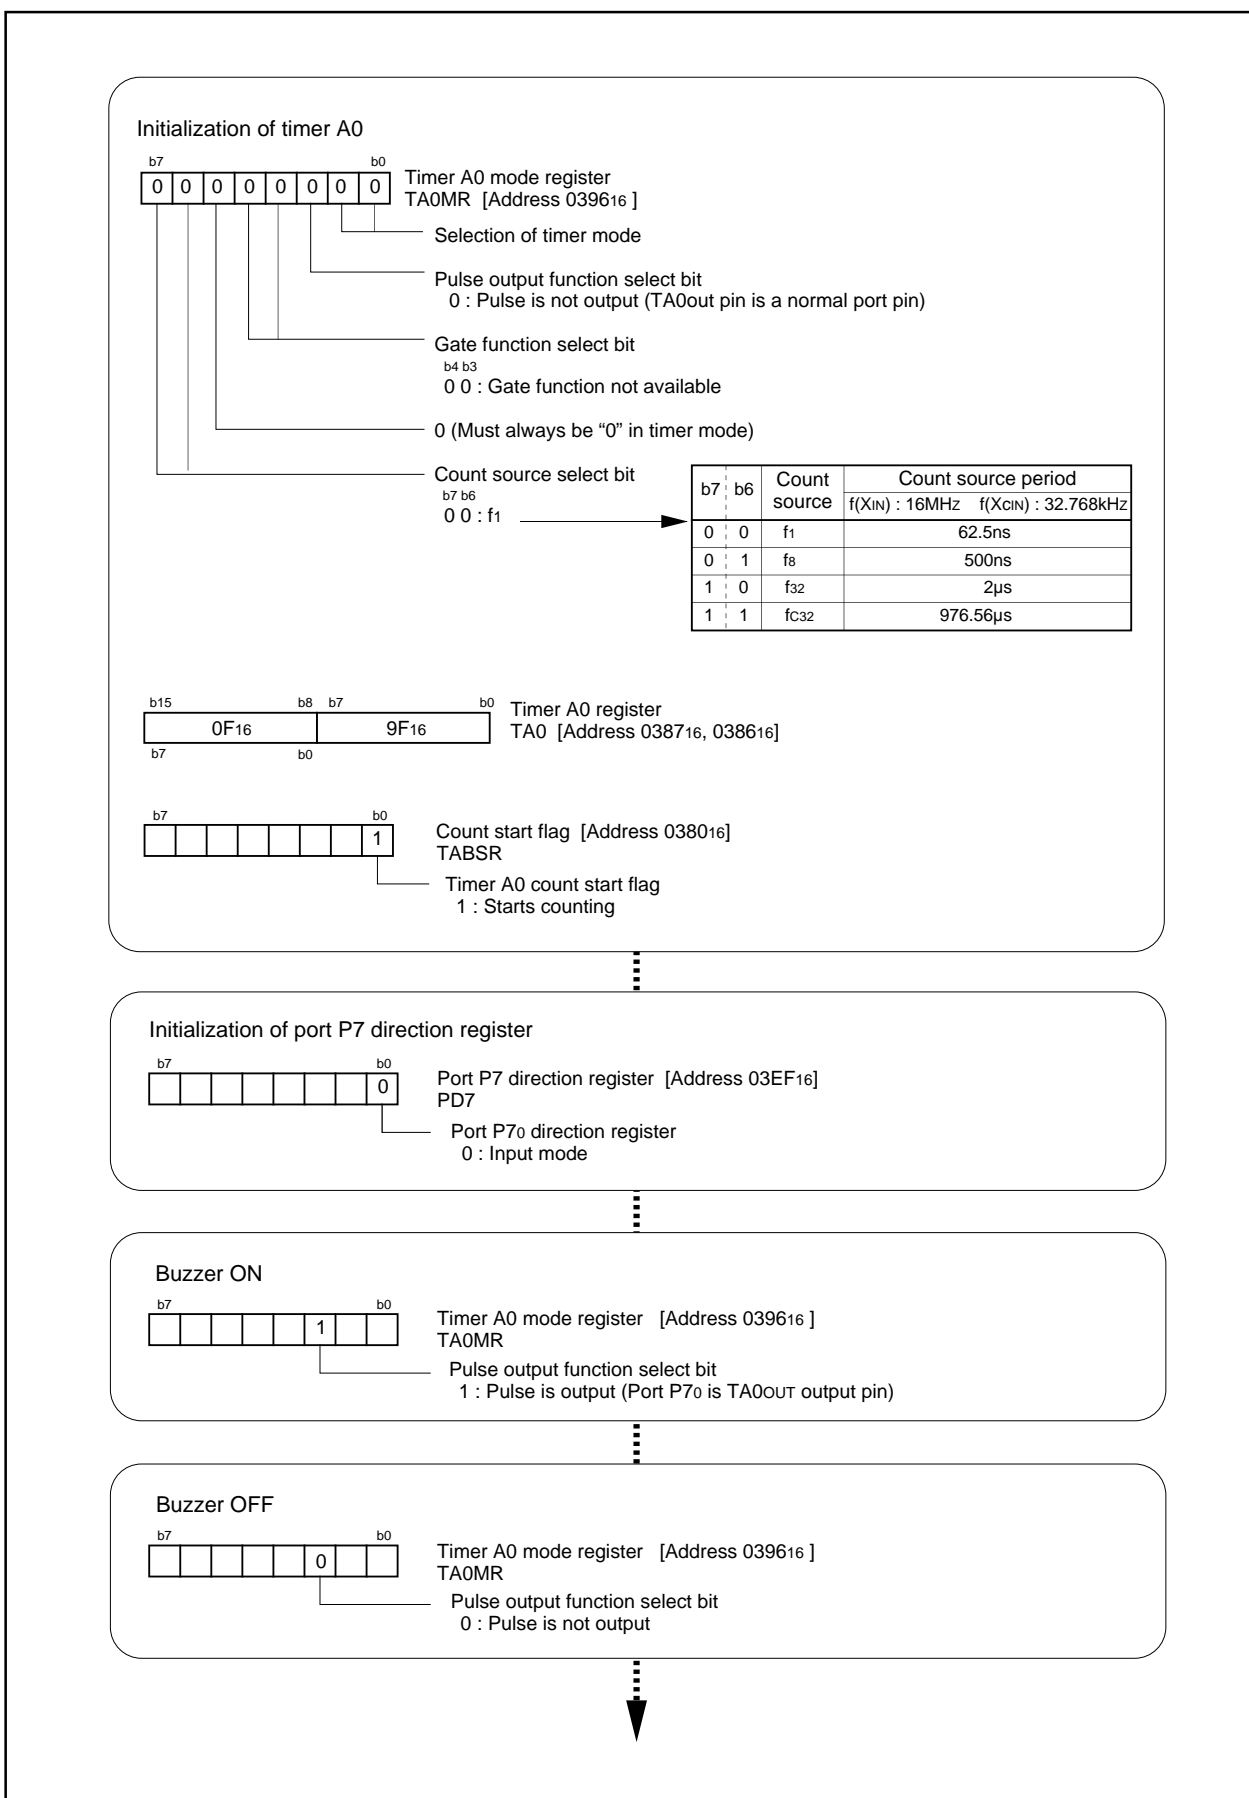 Initialization of timer A0
b7 b0
0 0 0 0 0 0 0 0
Timer A0 mode register
TA0MR [Address 039616 ]
Selection of timer mode
Pulse output function select bit
0 : Pulse is not output (TA0out pin is a normal port pin)
Gate function select bit
b4 b3
0 0 : Gate function not available
0 (Must always be “0” in timer mode)
Count source select bit
b7 b6
0 0 : f1
b7 b6 Count source Count source period
f(XIN) : 16MHz f(XCIN) : 32.768kHz
0 0 f1 62.5ns
0 1 f8 500ns
1 0 f32 2µs
1 1 fC32 976.56µs
b15 b8 b7 b0
0F16 9F16
b7 b0
Timer A0 register
TA0 [Address 038716, 038616]
b7 b0
1
Count start flag [Address 038016]
TABSR
Timer A0 count start flag
1 : Starts counting
Initialization of port P7 direction register
b7 b0
0
Port P7 direction register [Address 03EF16]
PD7
Port P70 direction register
0 : Input mode
Buzzer ON
b7 b0
1
Timer A0 mode register [Address 039616 ]
TA0MR
Pulse output function select bit
1 : Pulse is output (Port P70 is TA0OUT output pin)
Buzzer OFF
b7 b0
0
Timer A0 mode register [Address 039616 ]
TA0MR
Pulse output function select bit
0 : Pulse is not output